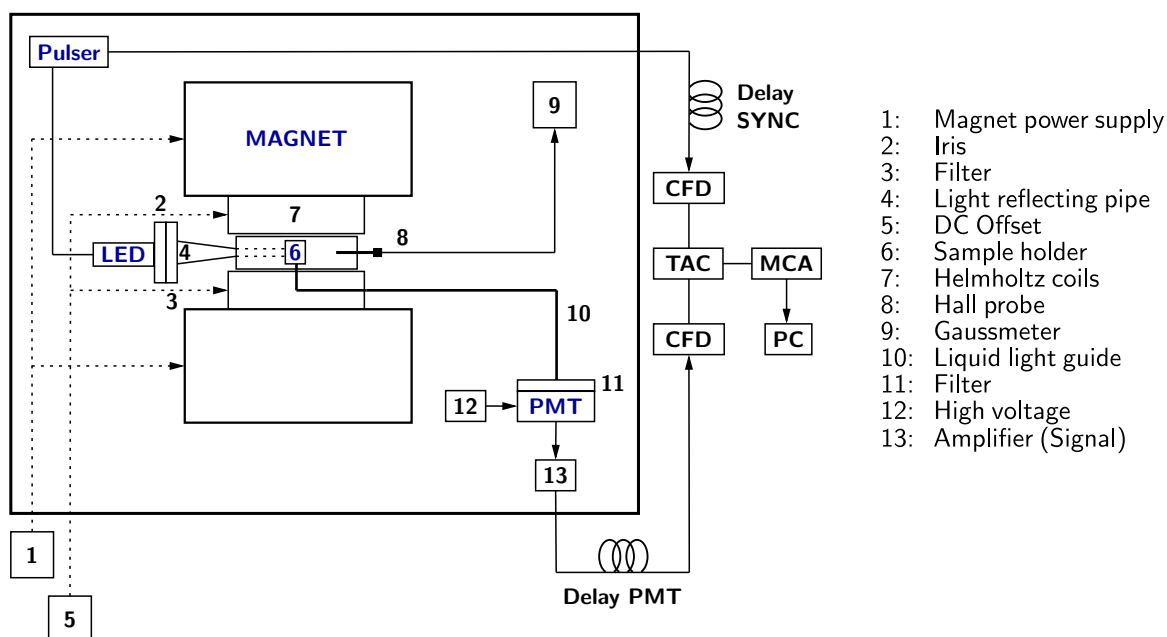 Pulser
MAGNET
9
Delay
SYNC
CFD
2
7
LED
4
6
8
TAC
MCA
3
10
CFD
PC
11
12
PMT
13
1
5
Delay PMT
1: Magnet power supply
2: Iris
3: Filter
4: Light reflecting pipe
5: DC Offset
6: Sample holder
7: Helmholtz coils
8: Hall probe
9: Gaussmeter
10: Liquid light guide
11: Filter
12: High voltage
13: Amplifier (Signal)